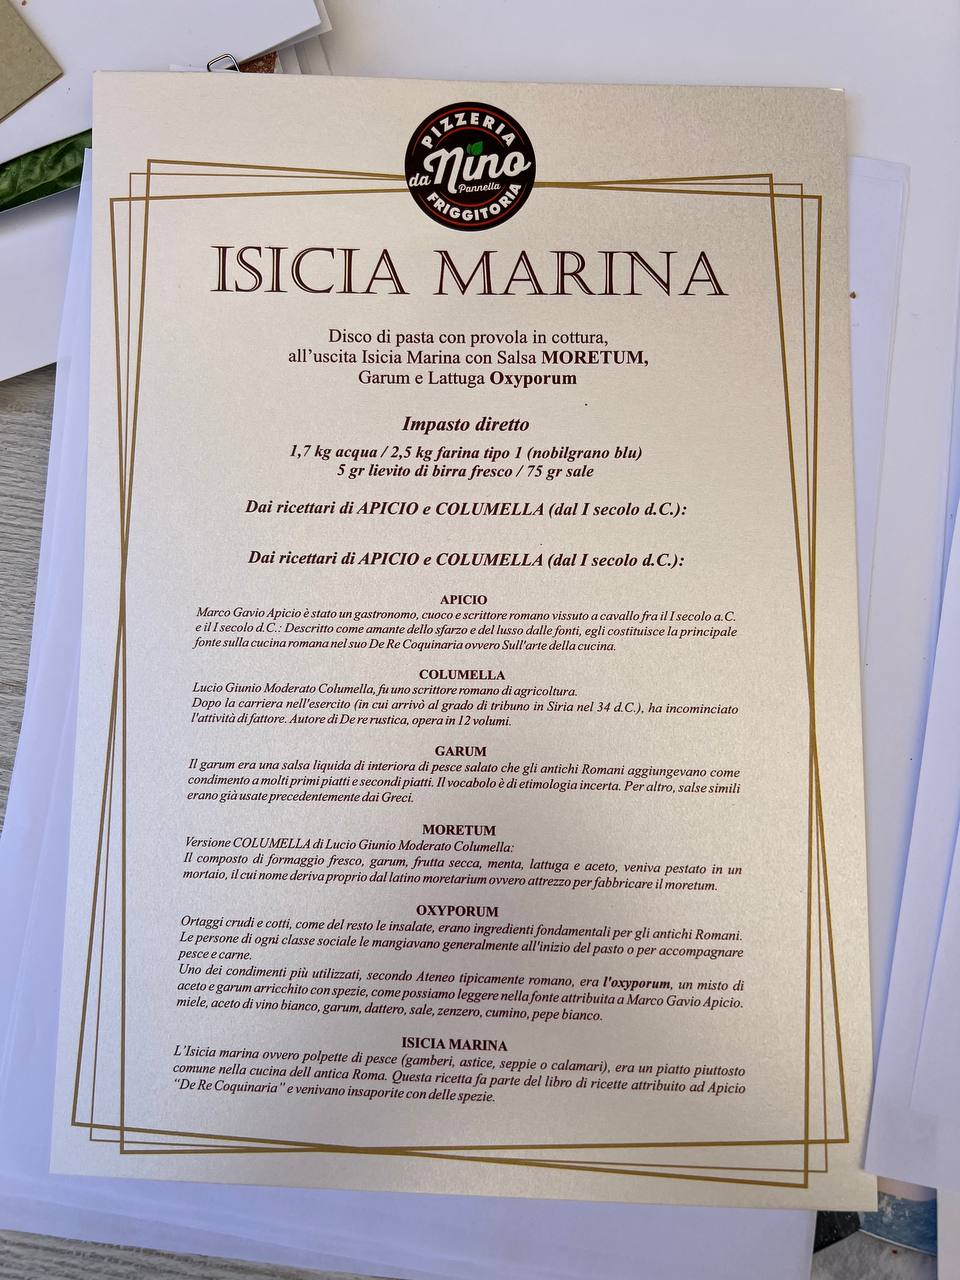 PIZZERIA
da Nino
Pannella
FRIGGITORIA
ISICIA MARINA
Disco di pasta con provola in cottura,
all'uscita Isicia Marina con Salsa MORETUM,
Garum e Lattuga Oxyporum
Impasto diretto
1,7 kg acqua / 2,5 kg farina tipo 1 (nobilgrano blu)
5 gr lievito di birra fresco / 75 gr sale
Dai ricettari di APICIO e COLUMELLA (dal I secolo d.C.):
Dai ricettari di APICIO e COLUMELLA (dal I secolo d.C.):
APICIO
Marco Gavio Apicio è stato un gastronomo, cuoco e scrittore romano vissuto a cavallo fra il I secolo a.C.
e il I secolo d.C.: Descritto come amante dello sfarzo e del lusso dalle fonti, egli costituisce la principale
fonte sulla cucina romana nel suo De Re Coquinaria ovvero Sull'arte della cucina.
COLUMELLA
Lucio Giunio Moderato Columella, fu uno scrittore romano di agricoltura.
Dopo la carriera nell'esercito (in cui arrivò al grado di tribuno in Siria nel 34 d.C.), ha incominciato
l'attività di fattore. Autore di De re rustica, opera in 12 volumi.
GARUM
Il garum era una salsa liquida di interiora di pesce salato che gli antichi Romani aggiungevano come
condimento a molti primi piatti e secondi piatti. Il vocabolo è di etimologia incerta. Per altro, salse simili
erano già usate precedentemente dai Greci.
MORETUM
Versione COLUMELLA di Lucio Giunio Moderato Columella:
Il composto di formaggio fresco, garum, frutta secca, menta, lattuga e aceto, veniva pestato in un
mortaio, il cui nome deriva proprio dal latino moretarium ovvero attrezzo per fabbricare il moretum.
OXYPORUM
Ortaggi crudi e cotti, come del resto le insalate, erano ingredienti fondamentali per gli antichi Romani.
Le persone di ogni classe sociale le mangiavano generalmente all'inizio del pasto o per accompagnare
pesce e carne.
Uno dei condimenti più utilizzati, secondo Ateneo tipicamente romano, era l'oxyporum, un misto di
aceto e garum arricchito con spezie, come possiamo leggere nella fonte attribuita a Marco Gavio Apicio.
miele, aceto di vino bianco, garum, dattero, sale, zenzero, cumino, pepe bianco.
ISICIA MARINA
L'Isicia marina ovvero polpette di pesce (gamberi, astice, seppie o calamari), era un piatto piuttosto
comune nella cucina dell antica Roma. Questa ricetta fa parte del libro di ricette attribuito ad Apicio
"De Re Coquinaria" e venivano insaporite con delle spezie.